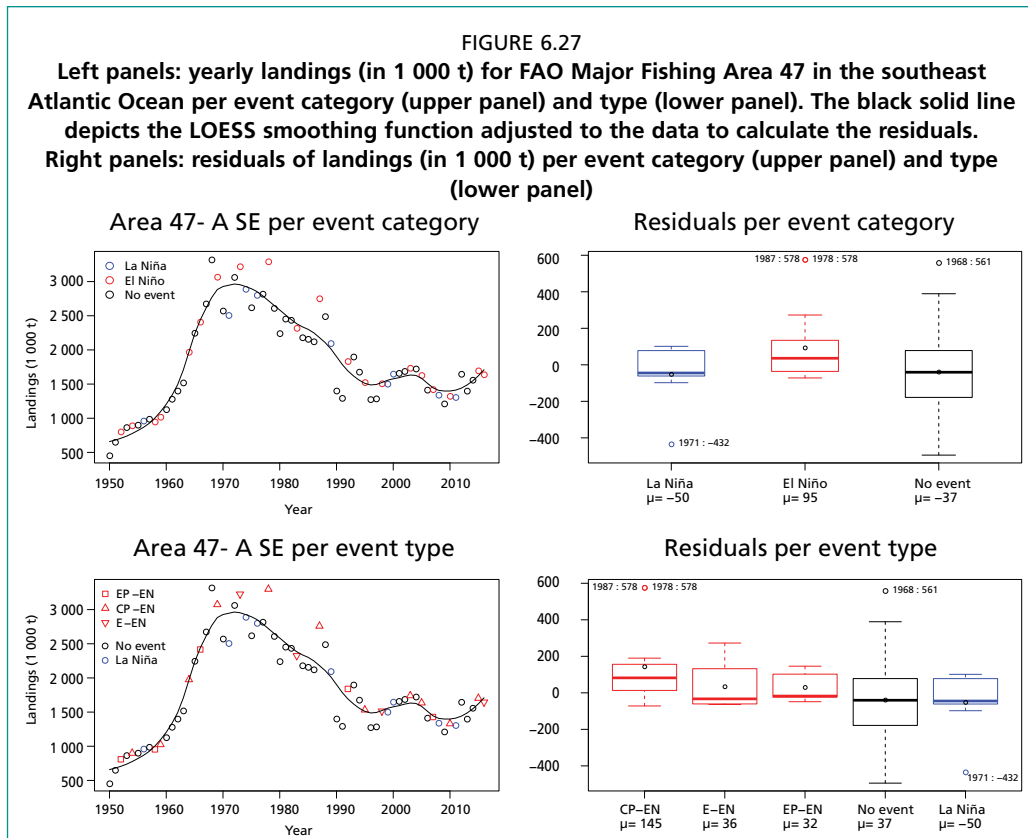 FIGURE 6.27
Left panels: yearly landings (in 1 000 t) for FAO Major Fishing Area 47 in the southeast
Atlantic Ocean per event category (upper panel) and type (lower panel). The black solid line
depicts the LOESS smoothing function adjusted to the data to calculate the residuals.
Right panels: residuals of landings (in 1 000 t) per event category (upper panel) and type
(lower panel)
Area 47- A SE per event category
La Niña
El Niño
No event
Landings (1 000 t)
3 000
2 500
2 000
1 500
1 000
500
1950 1960 1970 1980 1990 2000 2010
Year
Residuals per event category
600
400
200
0
−200
−400
1987 : 578 1978 : 578
1968 : 561
1971 : −432
La Niña El Niño No event
μ= −50 μ= 95 μ= −37
Area 47- A SE per event type
EP −EN
CP −EN
E −EN
No event
La Niña
Landings (1 000 t)
3 000
2 500
2 000
1 500
1 000
500
1950 1960 1970 1980 1990 2000 2010
Year
Residuals per event type
600
400
200
0
−200
−400
1987 : 578 1978 : 578
1968 : 561
1971 : −432
CP−EN E−EN EP−EN No event La Niña
μ= 145 μ= 36 μ= 32 μ= 37 μ= −50